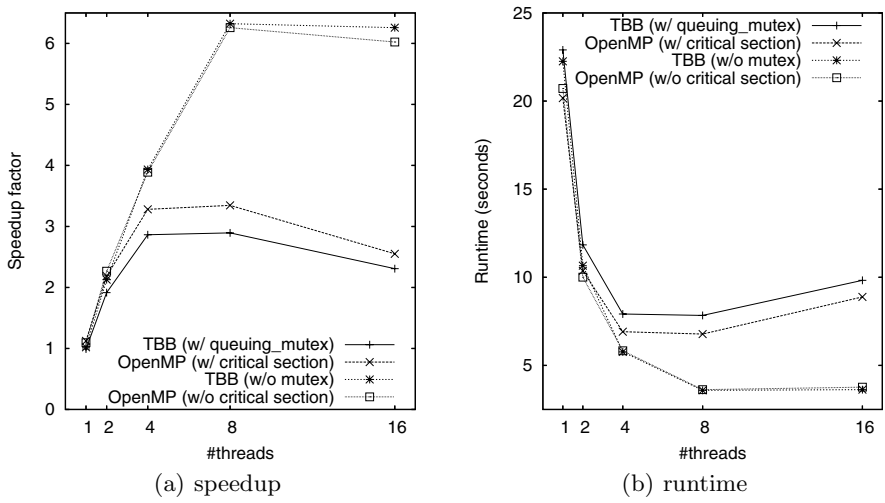 6
5
4
3
2
1
0
Speedup factor
TBB (w/ queuing_mutex)
OpenMP (w/ critical section)
TBB (w/o mutex)
OpenMP (w/o critical section)
1 2 4 8 16
#threads
(a) speedup
25
20
15
10
5
Runtime (seconds)
TBB (w/ queuing_mutex)
OpenMP (w/ critical section)
TBB (w/o mutex)
OpenMP (w/o critical section)
1 2 4 8 16
#threads
(b) runtime